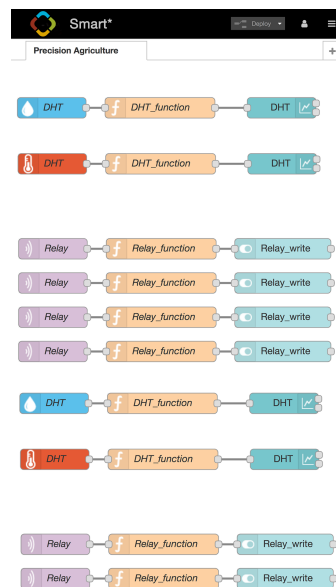 Smart*
Deploy
Precision Agriculture
+
DHT DHT_function DHT
DHT DHT_function DHT
Relay Relay_function Relay_write
Relay Relay_function Relay_write
Relay Relay_function Relay_write
Relay Relay_function Relay_write
DHT DHT_function DHT
DHT DHT_function DHT
Relay Relay_function Relay_write
Relay Relay_function Relay_write